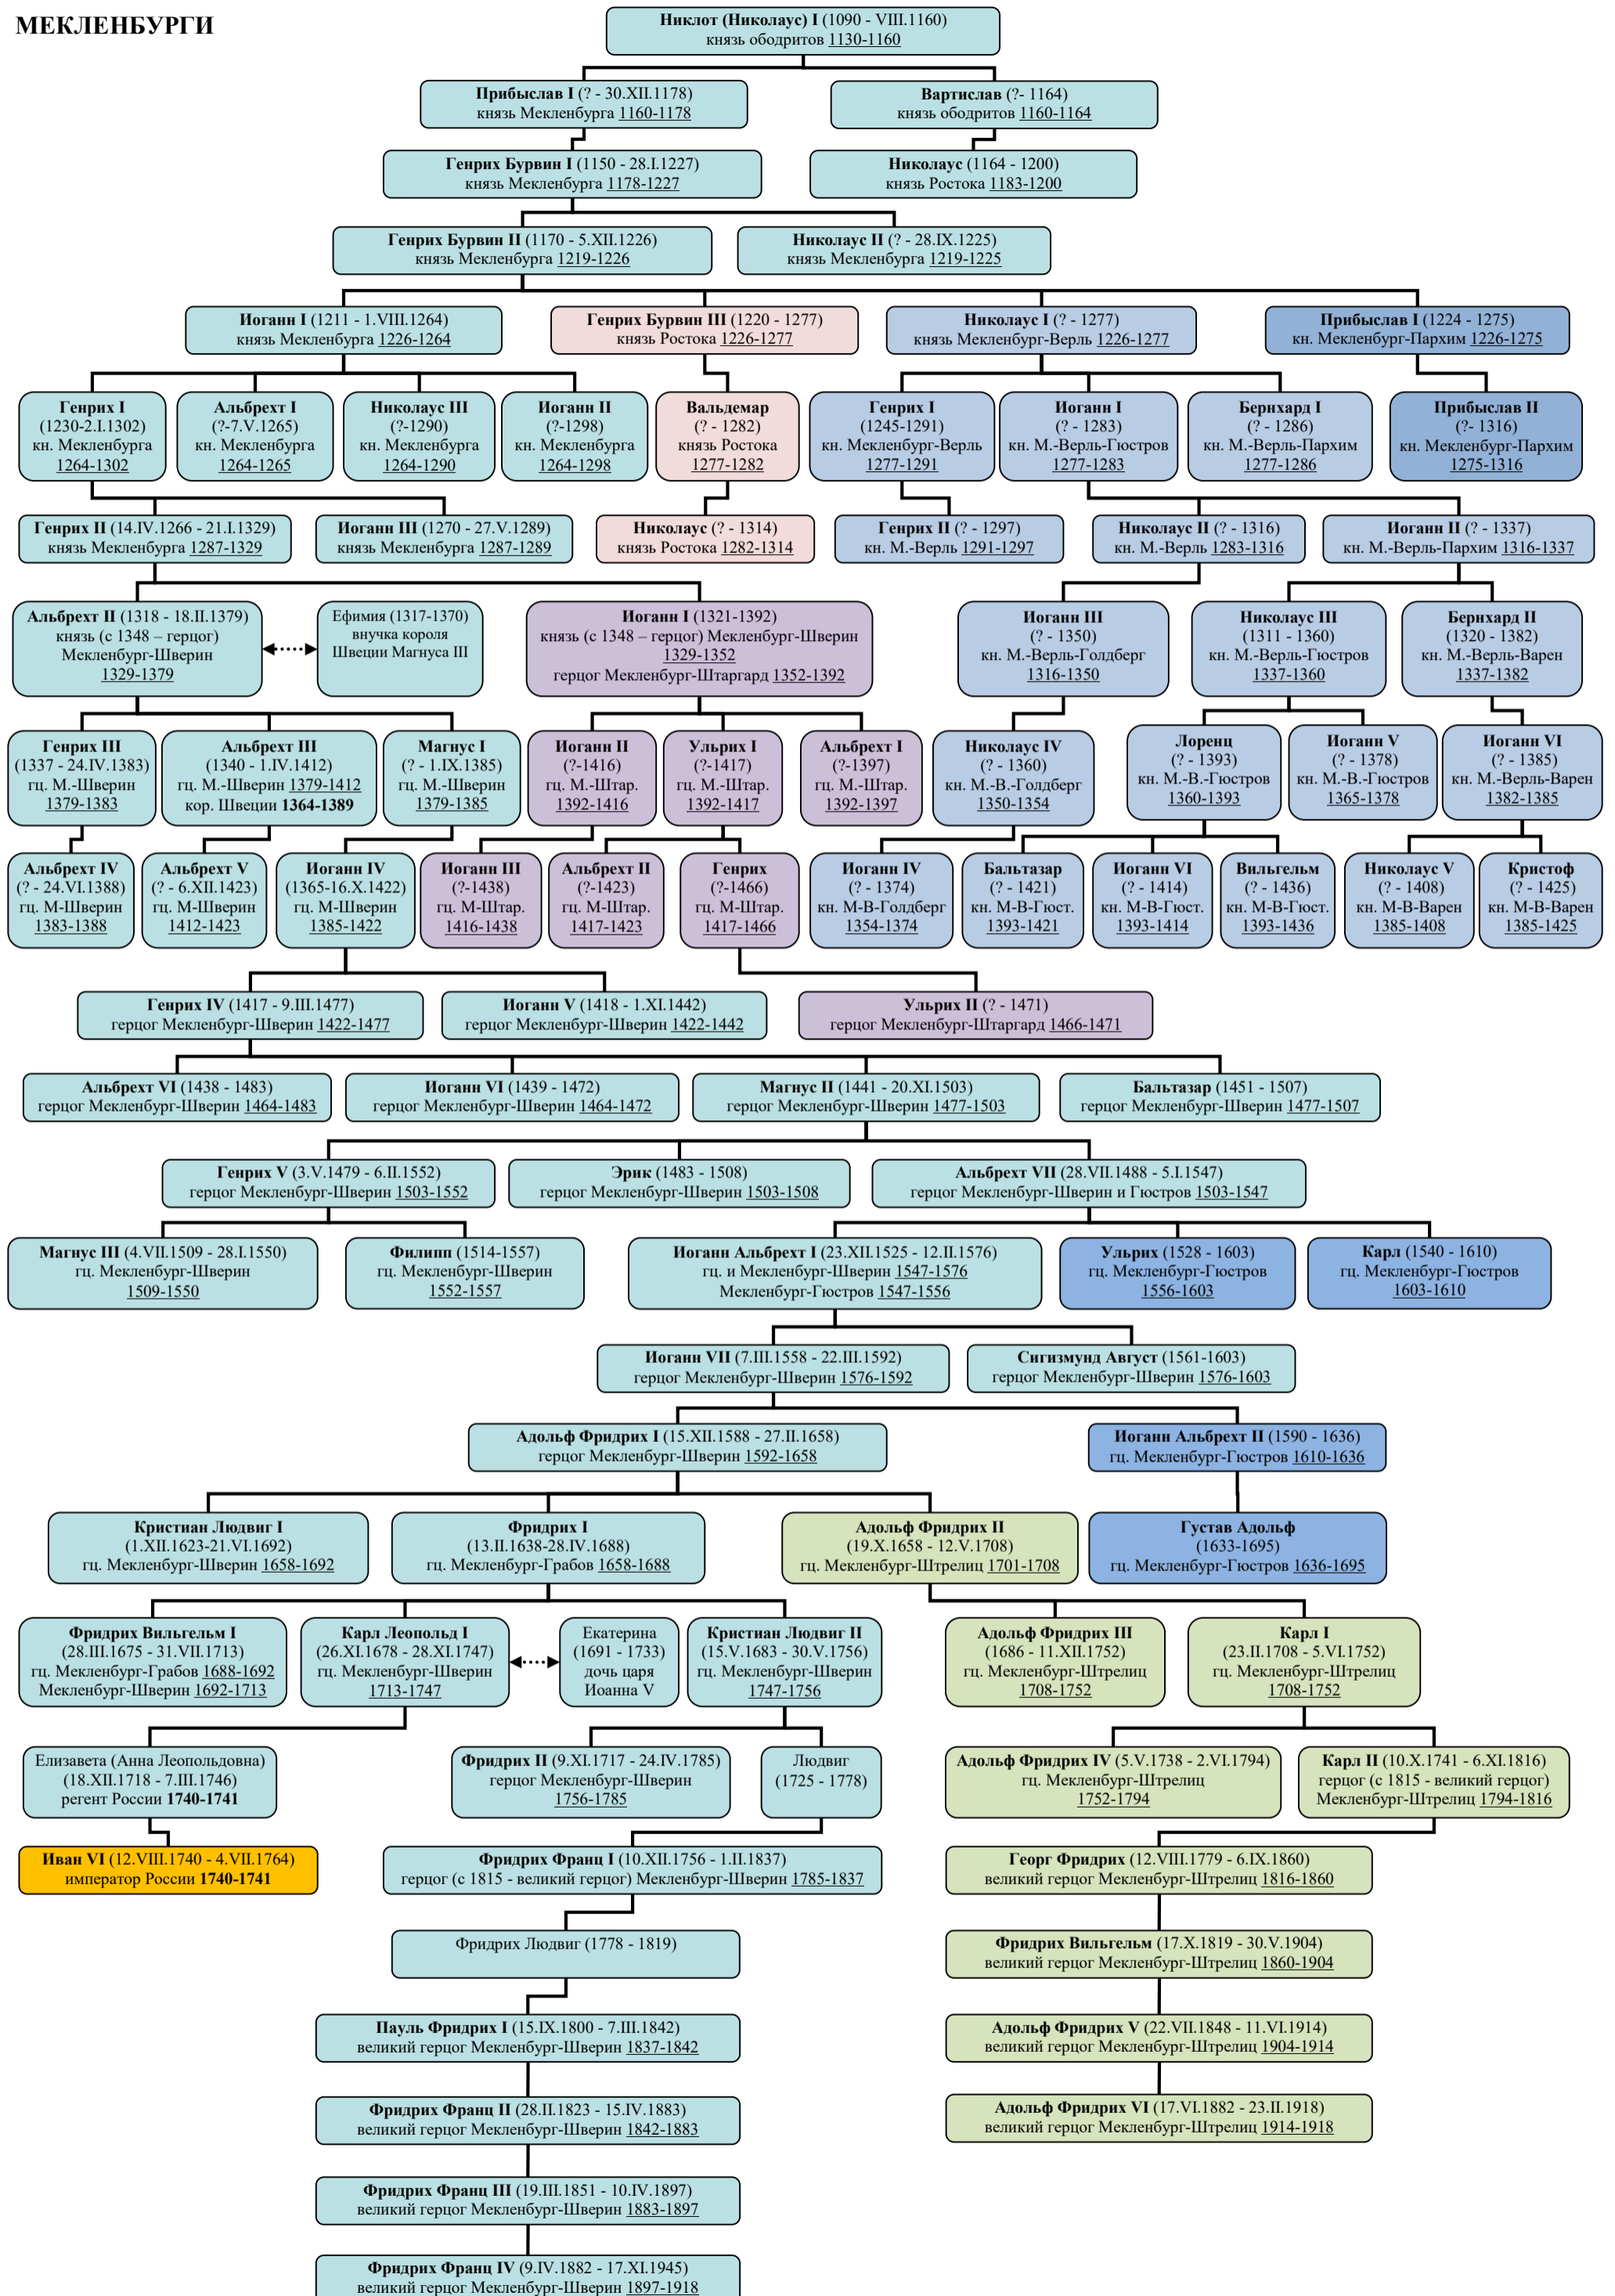 МЕКЛЕНБУРГИ
Никлот (Николаус) I (1090 - VIII.1160)
князь ободритов 1130-1160
Прибыслав I (? - 30.XII.1178)
князь Мекленбурга 1160-1178
Вартислав (?- 1164)
князь ободритов 1160-1164
Генрих Бурвин I (1150 - 28.I.1227)
князь Мекленбурга 1178-1227
Николаус (1164 - 1200)
князь Ростока 1183-1200
Генрих Бурвин II (1170 - 5.XII.1226)
князь Мекленбурга 1219-1226
Николаус II (? - 28.IX.1225)
князь Мекленбурга 1219-1225
Иоганн I (1211 - 1.VIII.1264)
князь Мекленбурга 1226-1264
Генрих Бурвин III (1220 - 1277)
князь Ростока 1226-1277
Николаус I (? - 1277)
князь Мекленбург-Верль 1226-1277
Прибыслав I (1224 - 1275)
кн. Мекленбург-Пархим 1226-1275
Генрих I
(1230-2.I.1302)
кн. Мекленбурга
1264-1302
Альбрехт I
(?-7.V.1265)
кн. Мекленбурга
1264-1265
Николаус III
(?-1290)
кн. Мекленбурга
1264-1290
Иоганн II
(?-1298)
кн. Мекленбурга
1264-1298
Вальдемар
(? - 1282)
князь Ростока
1277-1282
Генрих I
(1245-1291)
кн. Мекленбург-Верль
1277-1291
Иоганн I
(? - 1283)
кн. М.-Верль-Гюстров
1277-1283
Бернхард I
(? - 1286)
кн. М.-Верль-Пархим
1277-1286
Прибыслав II
(?- 1316)
кн. Мекленбург-Пархим
1275-1316
Генрих II (14.IV.1266 - 21.I.1329)
князь Мекленбурга 1287-1329
Иоганн III (1270 - 27.V.1289)
князь Мекленбурга 1287-1289
Николаус (? - 1314)
князь Ростока 1282-1314
Генрих II (? - 1297)
кн. М.-Верль 1291-1297
Николаус II (? - 1316)
кн. М.-Верль 1283-1316
Иоганн II (? - 1337)
кн. М.-Верль-Пархим 1316-1337
Альбрехт II (1318 - 18.II.1379)
князь (с 1348 – герцог)
Мекленбург-Шверин
1329-1379
Ефимия (1317-1370)
внучка короля
Швеции Магнуса III
Иоганн I (1321-1392)
князь (с 1348 – герцог) Мекленбург-Шверин
1329-1352
герцог Мекленбург-Штаргард 1352-1392
Иоганн III
(? - 1350)
кн. М.-Верль-Голдберг
1316-1350
Николаус III
(1311 - 1360)
кн. М.-Верль-Гюстров
1337-1360
Бернхард II
(1320 - 1382)
кн. М.-Верль-Варен
1337-1382
Генрих III
(1337 - 24.IV.1383)
гц. М.-Шверин
1379-1383
Альбрехт III
(1340 - 1.IV.1412)
гц. М.-Шверин 1379-1412
кор. Швеции 1364-1389
Магнус I
(? - 1.IX.1385)
гц. М.-Шверин
1379-1385
Иоганн II
(?-1416)
гц. М.-Штар.
1392-1416
Ульрих I
(?-1417)
гц. М.-Штар.
1392-1417
Альбрехт I
(?-1397)
гц. М.-Штар.
1392-1397
Николаус IV
(? - 1360)
кн. М.-В.-Голдберг
1350-1354
Лоренц
(? - 1393)
кн. М.-В.-Гюстров
1360-1393
Иоганн V
(? - 1378)
кн. М.-В.-Гюстров
1365-1378
Иоганн VI
(? - 1385)
кн. М.-Верль-Варен
1382-1385
Альбрехт IV
(? - 24.VI.1388)
гц. М-Шверин
1383-1388
Альбрехт V
(? - 6.XII.1423)
гц. М-Шверин
1412-1423
Иоганн IV
(1365-16.X.1422)
гц. М-Шверин
1385-1422
Иоганн III
(?-1438)
гц. М-Штар.
1416-1438
Альбрехт II
(?-1423)
гц. М-Штар.
1417-1423
Генрих
(?-1466)
гц. М-Штар.
1417-1466
Иоганн IV
(? - 1374)
кн. М-В-Голдберг
1354-1374
Бальтазар
(? - 1421)
кн. М-В-Гюст.
1393-1421
Иоганн VI
(? - 1414)
кн. М-В-Гюст.
1393-1414
Вильгельм
(? - 1436)
кн. М-В-Гюст.
1393-1436
Николаус V
(? - 1408)
кн. М-В-Варен
1385-1408
Кристоф
(? - 1425)
кн. М-В-Варен
1385-1425
Генрих IV (1417 - 9.III.1477)
герцог Мекленбург-Шверин 1422-1477
Иоганн V (1418 - 1.XI.1442)
герцог Мекленбург-Шверин 1422-1442
Ульрих II (? - 1471)
герцог Мекленбург-Штаргард 1466-1471
Альбрехт VI (1438 - 1483)
герцог Мекленбург-Шверин 1464-1483
Иоганн VI (1439 - 1472)
герцог Мекленбург-Шверин 1464-1472
Магнус II (1441 - 20.XI.1503)
герцог Мекленбург-Шверин 1477-1503
Бальтазар (1451 - 1507)
герцог Мекленбург-Шверин 1477-1507
Генрих V (3.V.1479 - 6.II.1552)
герцог Мекленбург-Шверин 1503-1552
Эрик (1483 - 1508)
герцог Мекленбург-Шверин 1503-1508
Альбрехт VII (28.VII.1488 - 5.I.1547)
герцог Мекленбург-Шверин и Гюстров 1503-1547
Магнус III (4.VII.1509 - 28.I.1550)
гц. Мекленбург-Шверин
1509-1550
Филипп (1514-1557)
гц. Мекленбург-Шверин
1552-1557
Иоганн Альбрехт I (23.XII.1525 - 12.II.1576)
гц. и Мекленбург-Шверин 1547-1576
Мекленбург-Гюстров 1547-1556
Ульрих (1528 - 1603)
гц. Мекленбург-Гюстров
1556-1603
Карл (1540 - 1610)
гц. Мекленбург-Гюстров
1603-1610
Иоганн VII (7.III.1558 - 22.III.1592)
герцог Мекленбург-Шверин 1576-1592
Сигизмунд Август (1561-1603)
герцог Мекленбург-Шверин 1576-1603
Адольф Фридрих I (15.XII.1588 - 27.II.1658)
герцог Мекленбург-Шверин 1592-1658
Иоганн Альбрехт II (1590 - 1636)
гц. Мекленбург-Гюстров 1610-1636
Кристиан Людвиг I
(1.XII.1623-21.VI.1692)
гц. Мекленбург-Шверин 1658-1692
Фридрих I
(13.II.1638-28.IV.1688)
гц. Мекленбург-Грабов 1658-1688
Адольф Фридрих II
(19.X.1658 - 12.V.1708)
гц. Мекленбург-Штрелиц 1701-1708
Густав Адольф
(1633-1695)
гц. Мекленбург-Гюстров 1636-1695
Фридрих Вильгельм I
(28.III.1675 - 31.VII.1713)
гц. Мекленбург-Грабов 1688-1692
Мекленбург-Шверин 1692-1713
Карл Леопольд I
(26.XI.1678 - 28.XI.1747)
гц. Мекленбург-Шверин
1713-1747
Екатерина
(1691 - 1733)
дочь царя
Иоанна V
Кристиан Людвиг II
(15.V.1683 - 30.V.1756)
гц. Мекленбург-Шверин
1747-1756
Адольф Фридрих III
(1686 - 11.XII.1752)
гц. Мекленбург-Штрелиц
1708-1752
Карл I
(23.II.1708 - 5.VI.1752)
гц. Мекленбург-Штрелиц
1708-1752
Елизавета (Анна Леопольдовна)
(18.XII.1718 - 7.III.1746)
регент России 1740-1741
Фридрих II (9.XI.1717 - 24.IV.1785)
герцог Мекленбург-Шверин
1756-1785
Людвиг
(1725 - 1778)
Адольф Фридрих IV (5.V.1738 - 2.VI.1794)
гц. Мекленбург-Штрелиц
1752-1794
Карл II (10.X.1741 - 6.XI.1816)
герцог (с 1815 - великий герцог)
Мекленбург-Штрелиц 1794-1816
Иван VI (12.VIII.1740 - 4.VII.1764)
император России 1740-1741
Фридрих Франц I (10.XII.1756 - 1.II.1837)
герцог (с 1815 - великий герцог) Мекленбург-Шверин 1785-1837
Георг Фридрих (12.VIII.1779 - 6.IX.1860)
великий герцог Мекленбург-Штрелиц 1816-1860
Фридрих Людвиг (1778 - 1819)
Фридрих Вильгельм (17.X.1819 - 30.V.1904)
великий герцог Мекленбург-Штрелиц 1860-1904
Пауль Фридрих I (15.IX.1800 - 7.III.1842)
великий герцог Мекленбург-Шверин 1837-1842
Адольф Фридрих V (22.VII.1848 - 11.VI.1914)
великий герцог Мекленбург-Штрелиц 1904-1914
Фридрих Франц II (28.II.1823 - 15.IV.1883)
великий герцог Мекленбург-Шверин 1842-1883
Адольф Фридрих VI (17.VI.1882 - 23.II.1918)
великий герцог Мекленбург-Штрелиц 1914-1918
Фридрих Франц III (19.III.1851 - 10.IV.1897)
великий герцог Мекленбург-Шверин 1883-1897
Фридрих Франц IV (9.IV.1882 - 17.XI.1945)
великий герцог Мекленбург-Шверин 1897-1918